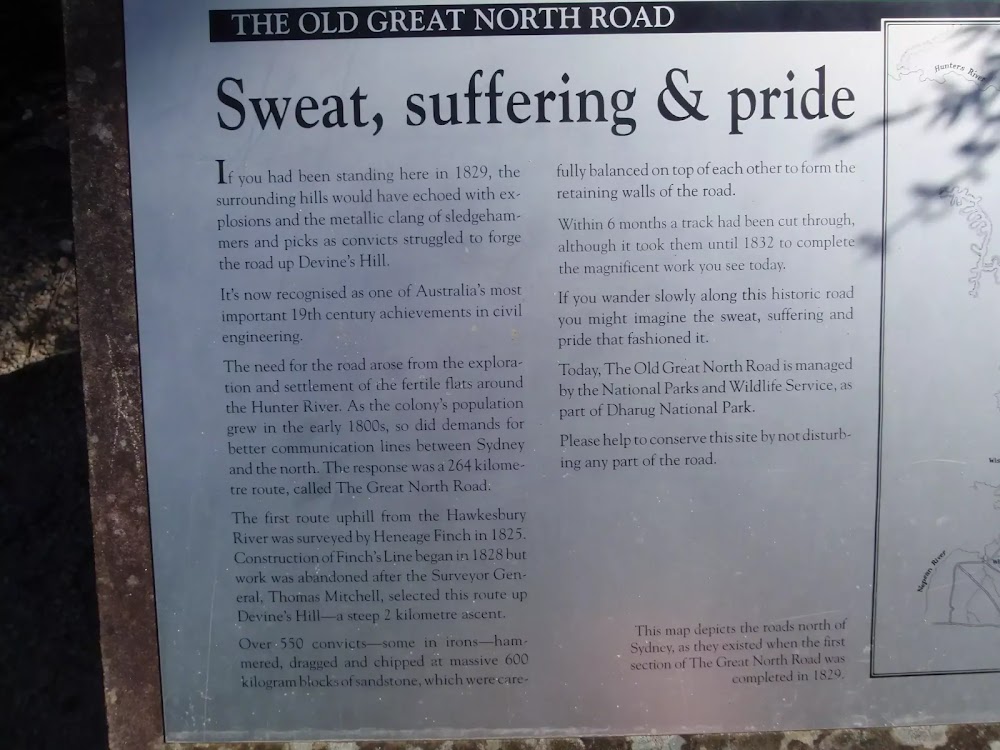 THE OLD GREAT NORTH ROAD
Sweat, suffering & pride
If you had been standing here in 1829, the
surrounding hills would have echoed with ex-
plosions and the metallic clang of sledgeham-
mers and picks as convicts struggled to forge
the road up Devine's Hill.
It's now recognised as one of Australia's most
important 19th century achievements in civil
engineering.
The need for the road arose from the explora-
tion and settlement of the fertile flats around
the Hunter River. As the colony's population
grew in the early 1800s, so did demands for
better communication lines between Sydney
and the north. The response was a 264 kilome-
tre route, called The Great North Road.
The first route uphill from the Hawkesbury
River was surveyed by Heneage Finch in 1825.
Construction of Finch's Line began in 1828 but
work was abandoned after the Surveyor Gen-
eral, Thomas Mitchell, selected this route up
Devine's Hill—a steep 2 kilometre ascent.
Over 550 convicts—some in irons—ham-
mered, dragged and chipped at massive 600
kilogram blocks of sandstone, which were care-
fully balanced on top of each other to form the
retaining walls of the road.
Within 6 months a track had been cut through,
although it took them until 1832 to complete
the magnificent work you see today.
If you wander slowly along this historic road
you might imagine the sweat, suffering and
pride that fashioned it.
Today, The Old Great North Road is managed
by the National Parks and Wildlife Service, as
part of Dharug National Park.
Please help to conserve this site by not disturb-
ing any part of the road.
This map depicts the roads north of
Sydney, as they existed when the first
section of The Great North Road was
completed in 1829.
Hunters River
Nepean River